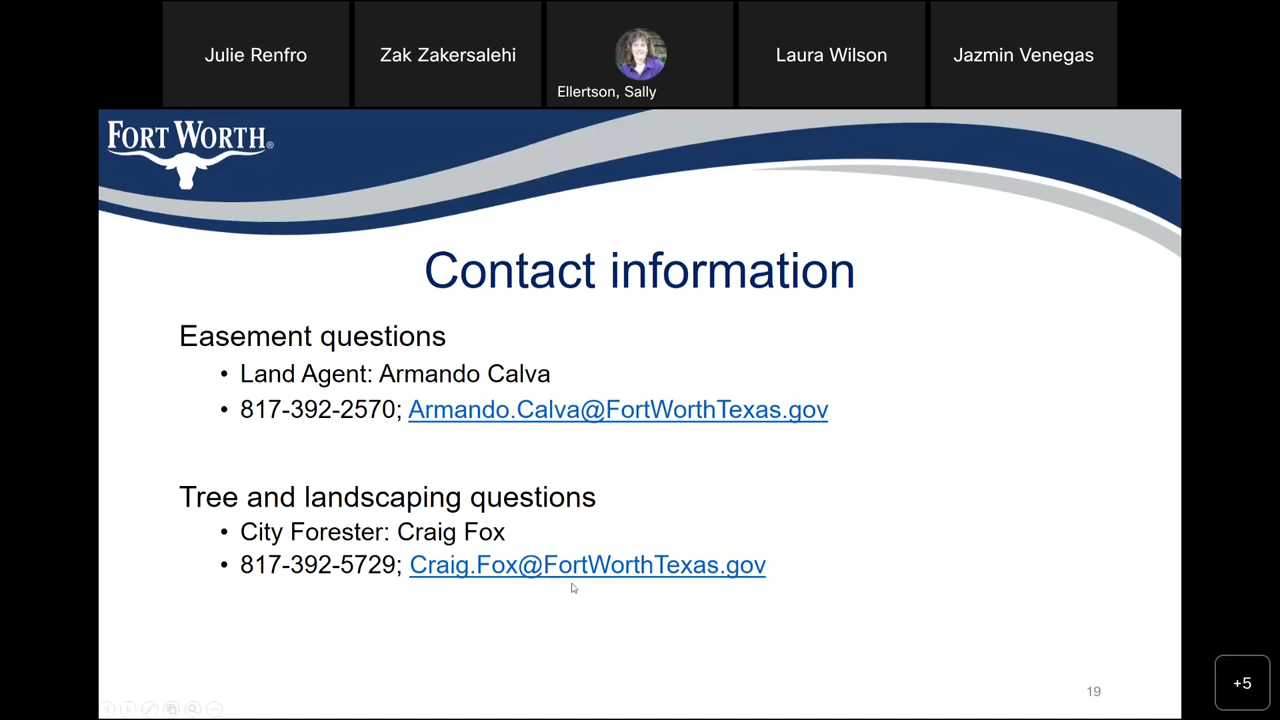 Julie Renfro
Zak Zakersalehi
Ellertson, Sally
Laura Wilson
Jazmin Venegas
FORT WORTH®
Contact information
Easement questions
• Land Agent: Armando Calva
• 817-392-2570; Armando.Calva@FortWorthTexas.gov
Tree and landscaping questions
• City Forester: Craig Fox
• 817-392-5729; Craig.Fox@FortWorthTexas.gov
19
+5